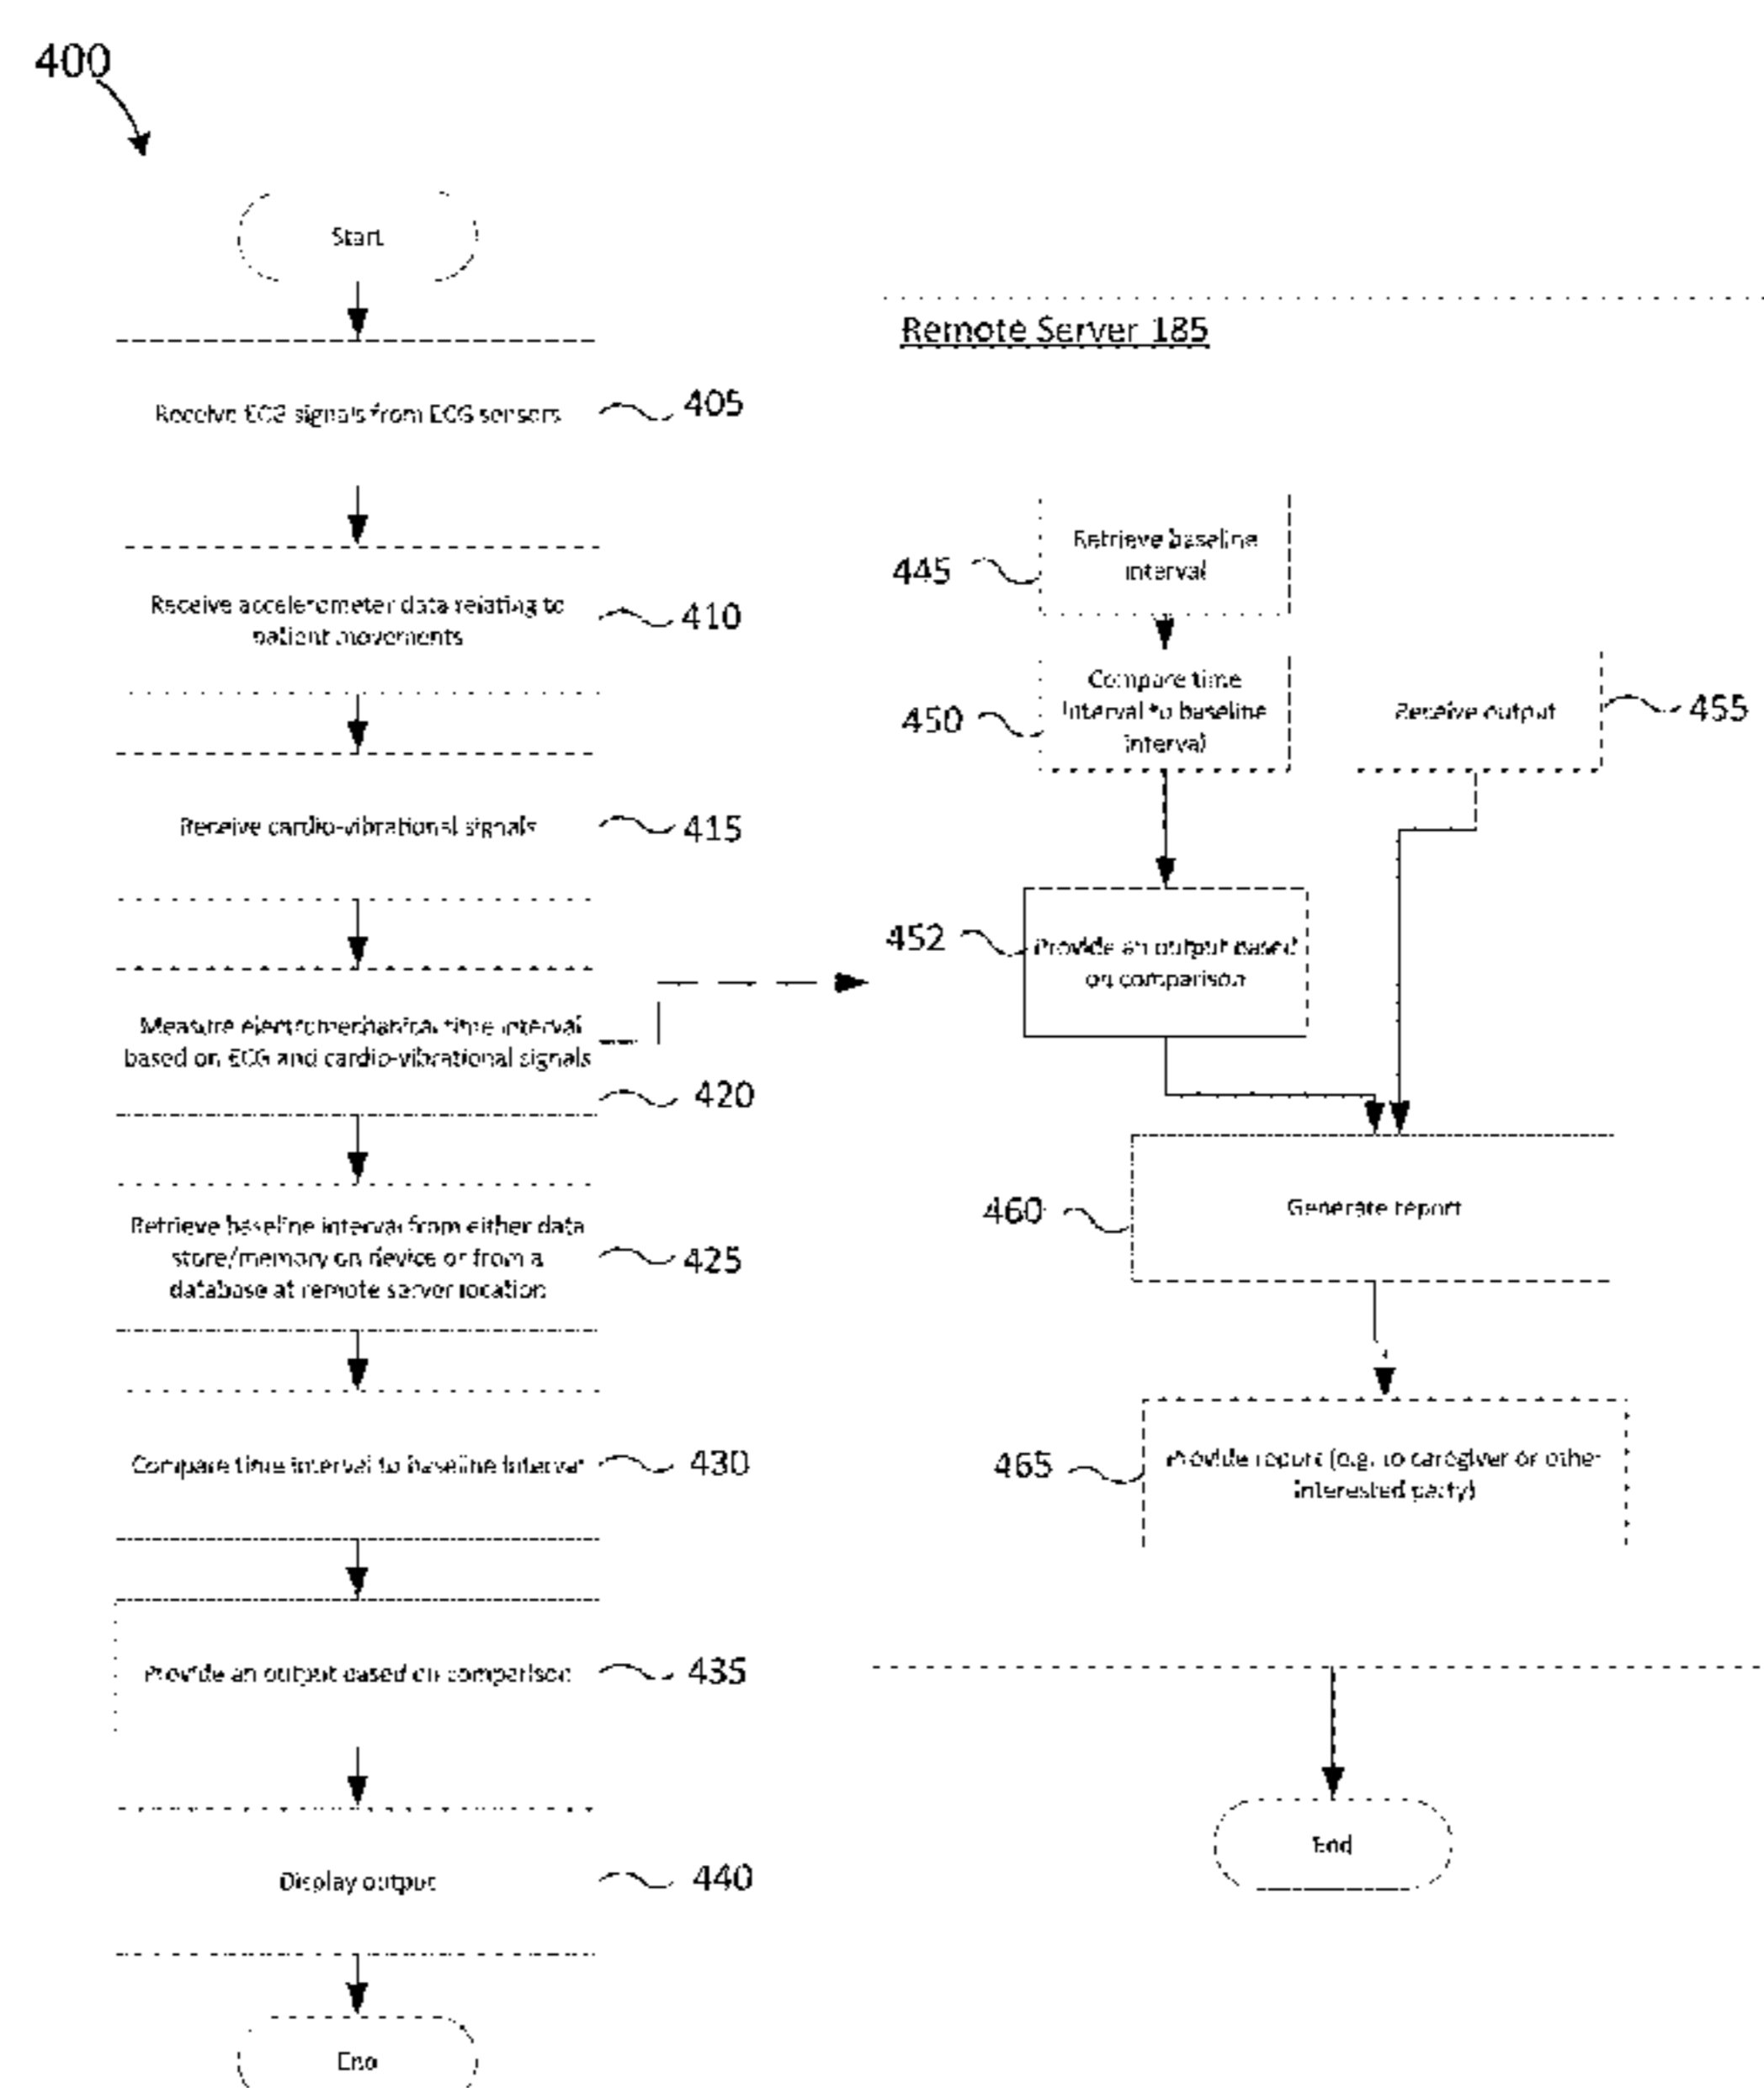 400
Start
Receive ECG signals from ECG sensors
405
Receive accelerometer data relating to
patient movements
410
Receive cardio-vibrational signals
415
Measure electromechanical time interval
based on ECG and cardio-vibrational signals
420
Retrieve baseline interval from either data
store/memory on device or from a
database at remote server location
425
Compare time interval to baseline interval
430
Provide an output based on comparison
435
Display output
440
End
Remote Server 185
Retrieve baseline
interval
445
Compare time
interval to baseline
interval
450
Receive output
455
452
Provide an output based
on comparison
460
Generate report
465
Provide report (e.g. to caregiver or other
interested party)
End